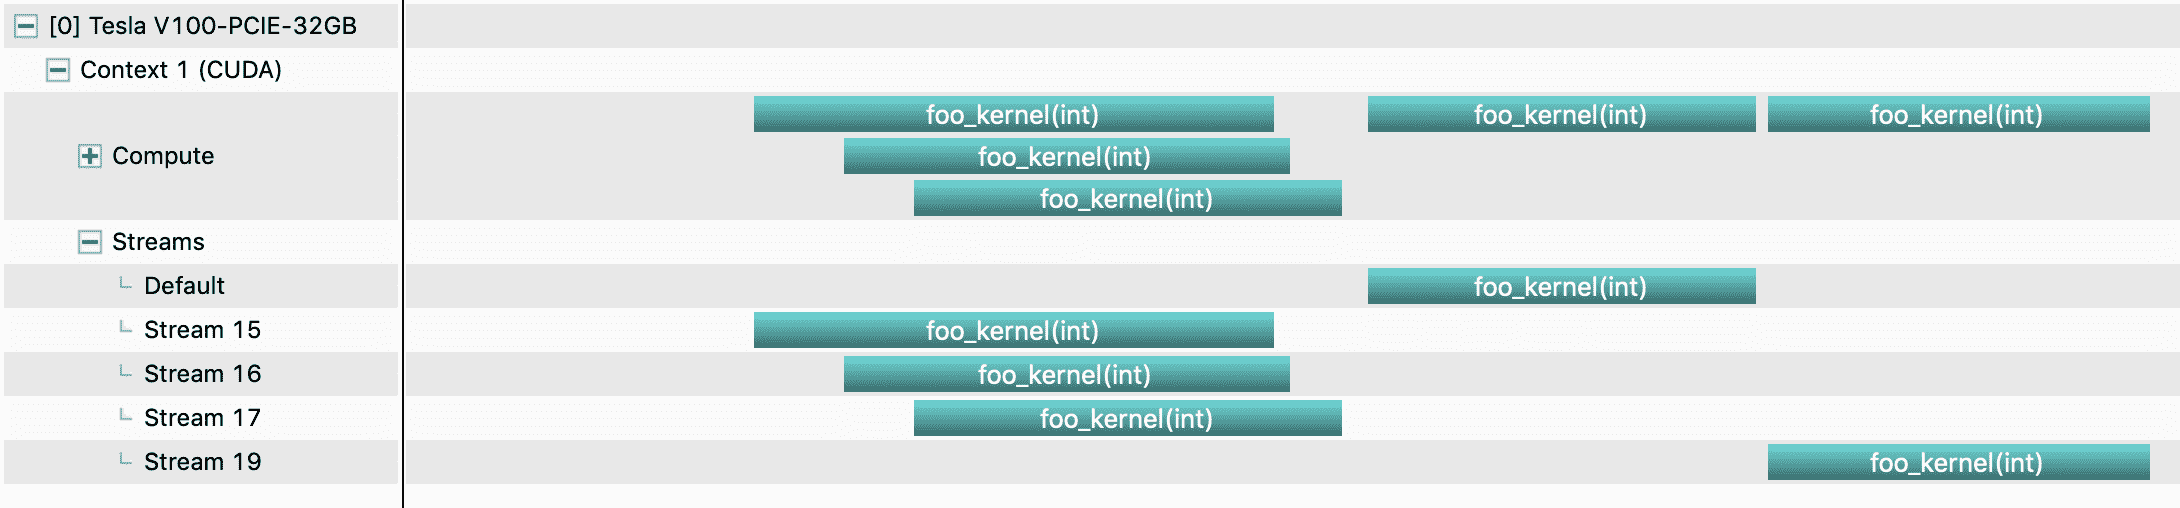 [0] Tesla V100-PCIE-32GB
Context 1 (CUDA)
foo_kernel(int) foo_kernel(int) foo_kernel(int)
Compute foo_kernel(int)
foo_kernel(int)
Streams
Default foo_kernel(int)
Stream 15 foo_kernel(int)
Stream 16 foo_kernel(int)
Stream 17 foo_kernel(int)
Stream 19 foo_kernel(int)